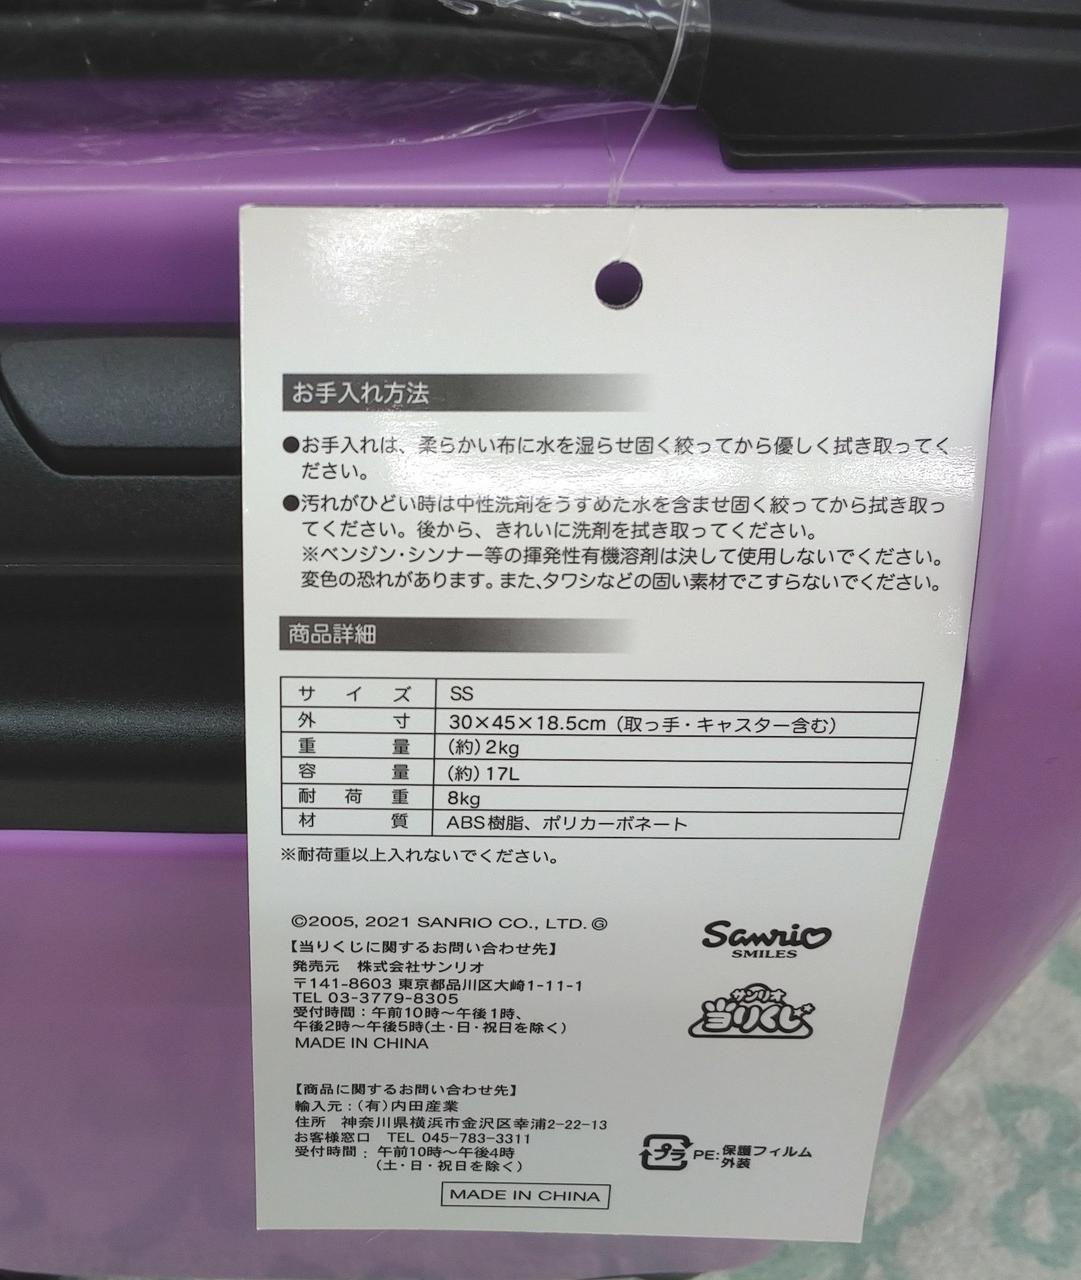 お手入れ方法
●お手入れは、柔らかい布に水を湿らせ固く絞ってから優しく拭き取ってく
ださい。
●汚れがひどい時は中性洗剤をうすめた水を含ませ固く絞ってから拭き取っ
てください。後から、きれいに洗剤を拭き取ってください。
※ベンジン・シンナー等の揮発性有機溶剤は決して使用しないでください。
変色の恐れがあります。また、タワシなどの固い素材でこすらないでください。
商品詳細
サイズ SS
外寸 30×45×18.5cm（取っ手・キャスター含む）
重量 (約)2kg
容量 (約)17L
耐荷重 8kg
材質 ABS樹脂、ポリカーボネート
※耐荷重以上入れないでください。
©2005, 2021 SANRIO CO., LTD. Ⓖ
【当りくじに関するお問い合わせ先】
発売元 株式会社サンリオ
〒141-8603 東京都品川区大崎1-11-1
TEL 03-3779-8305
受付時間：午前10時～午後1時、
午後2時～午後5時(土・日・祝日を除く)
MADE IN CHINA
Sanrio
SMILES
サンリオ
当りくじ
【商品に関するお問い合わせ先】
輸入元：(有)内田産業
住所 神奈川県横浜市金沢区幸浦2-22-13
お客様窓口 TEL 045-783-3311
受付時間：午前10時～午後4時
(土・日・祝日を除く)
プラ PE:保護フィルム
外装
MADE IN CHINA